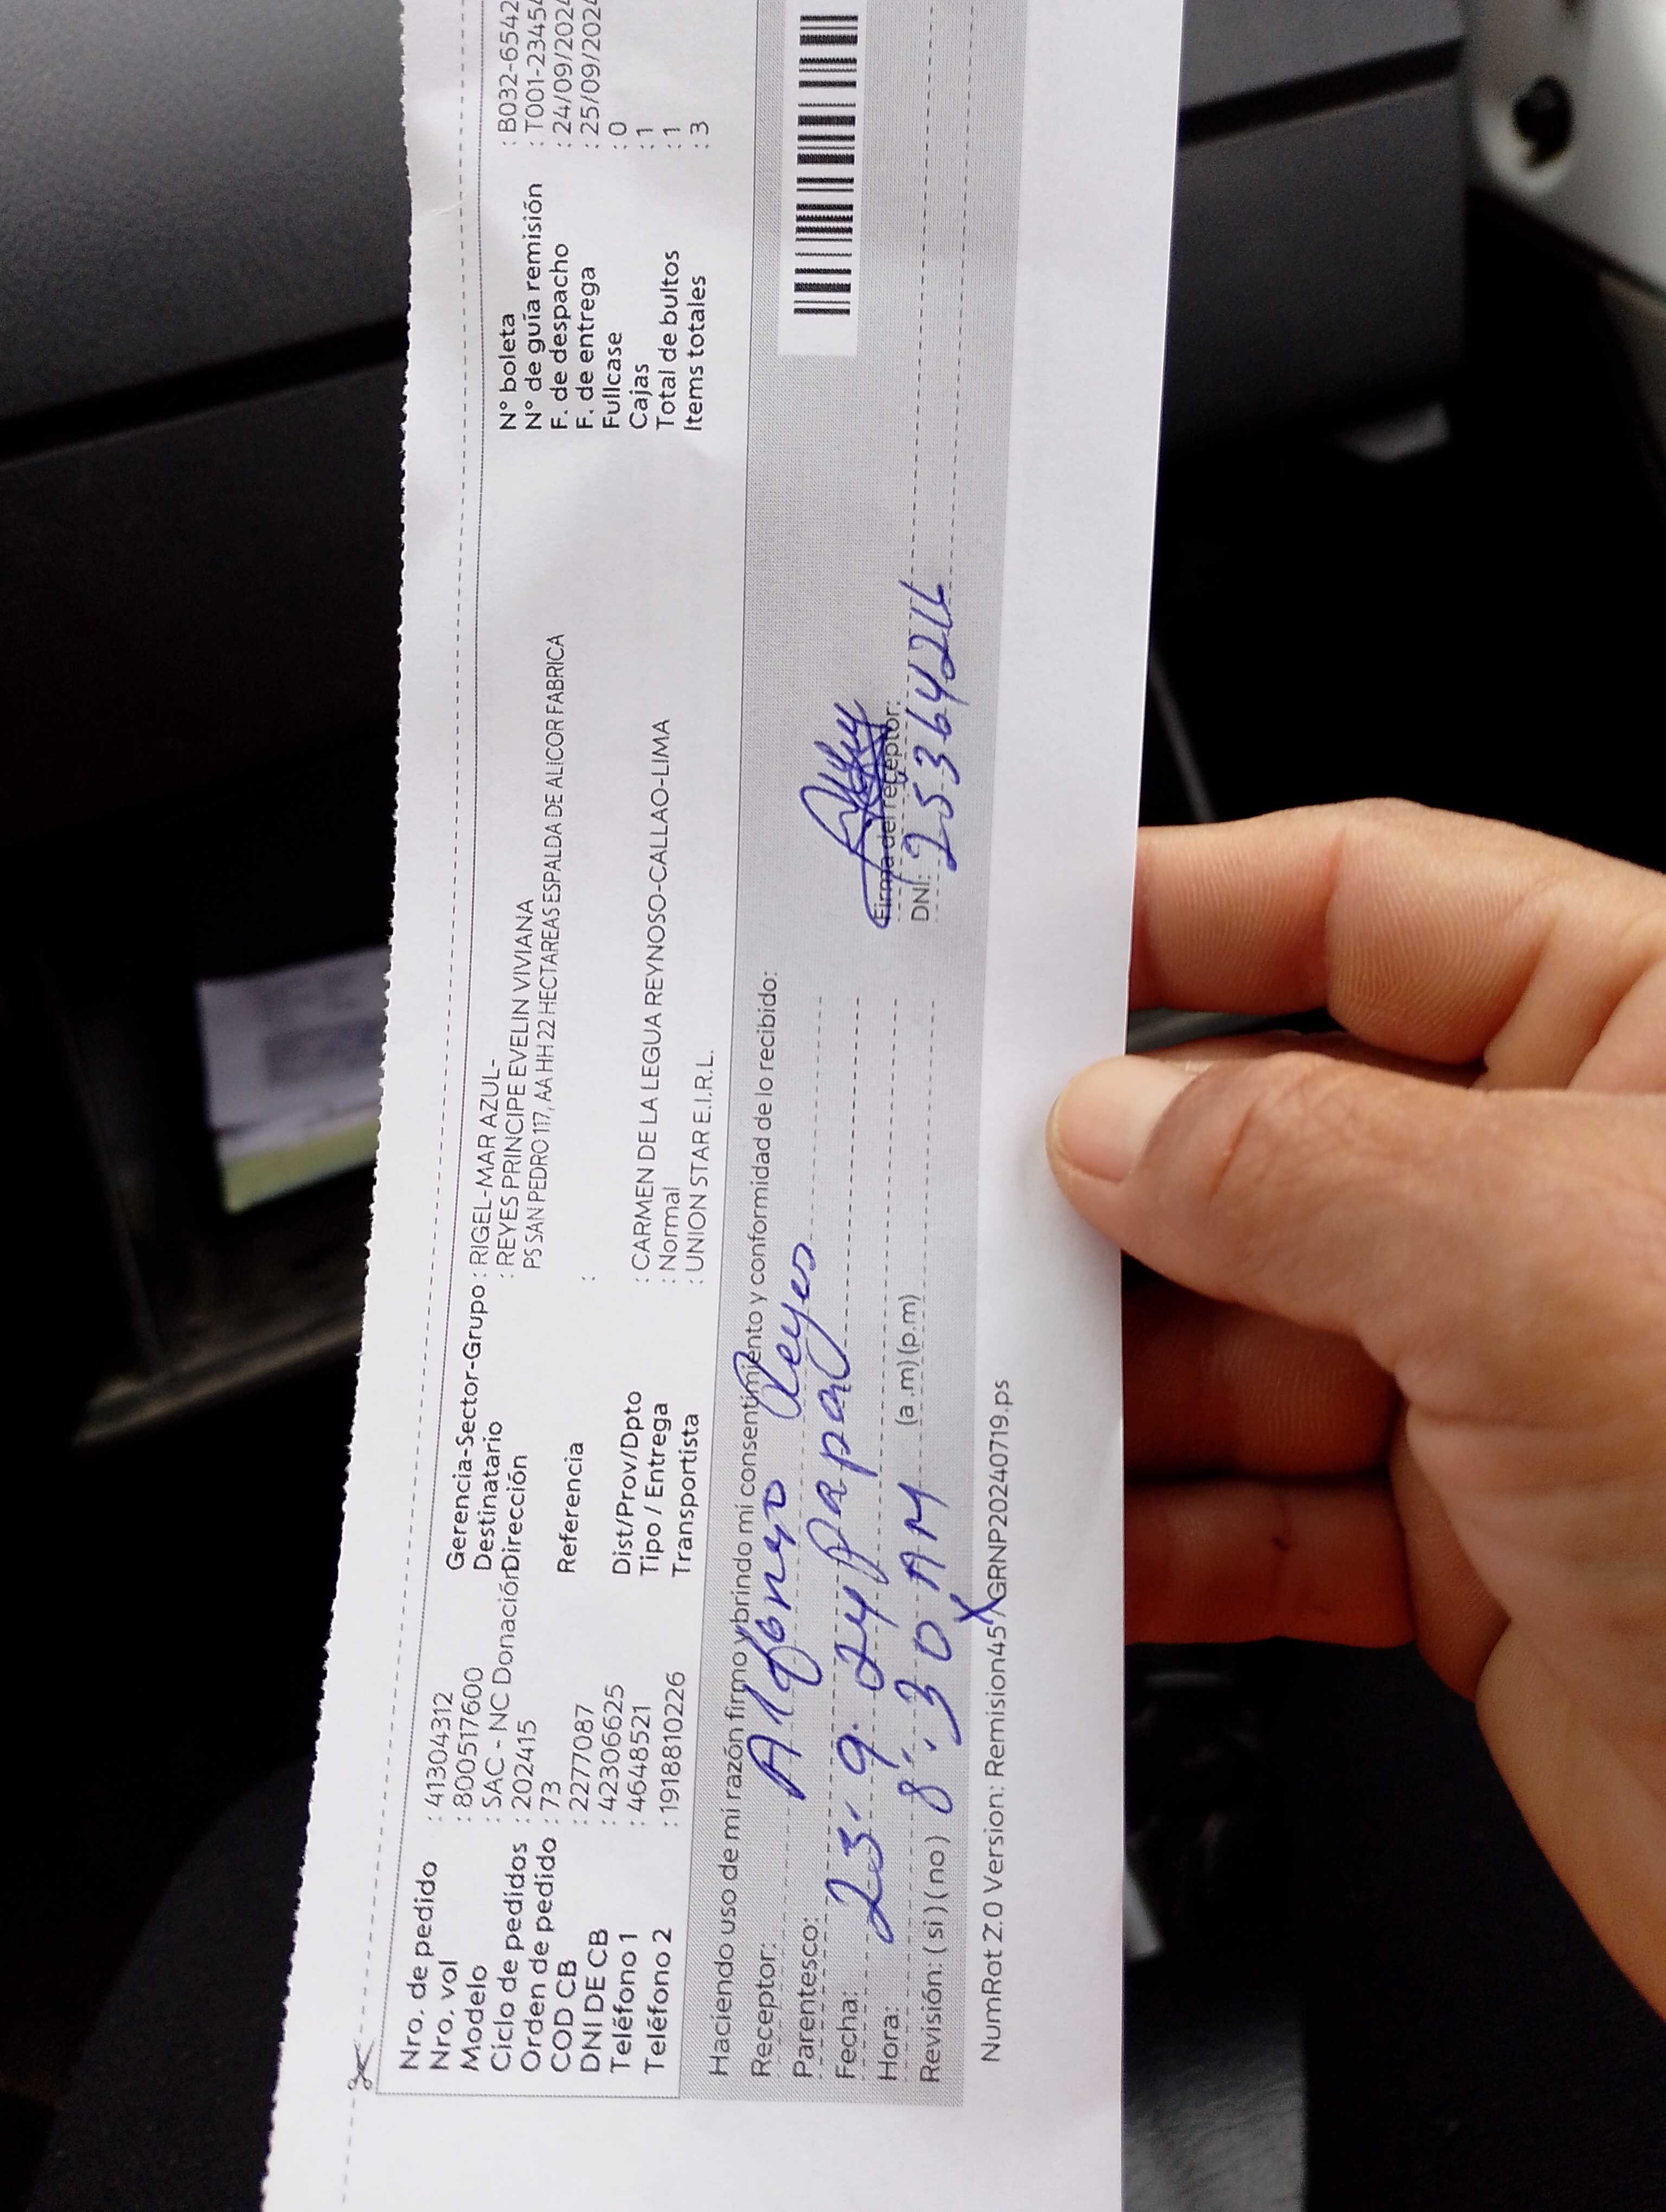 Nro. de pedido : 41304312
Nro. vol : 800517600
Modelo : SAC - NC Donación
Ciclo de pedidos : 202415
Orden de pedido : 73
COD CB : 2277087
DNI DE CB : 42306625
Teléfono 1 : 4648521
Teléfono 2 : 1918810226
Gerencia-Sector-Grupo : RIGEL-MAR AZUL-
Destinatario : REYES PRINCIPE EVELIN VIVIANA
Dirección PS SAN PEDRO 117, AA HH 22 HECTAREAS ESPALDA DE ALICOR FABRICA
Referencia :
Dist/Prov/Dpto : CARMEN DE LA LEGUA REYNOSO-CALLAO-LIMA
Tipo / Entrega : Normal
Transportista : UNION STAR E.I.R.L.
N° boleta : B032-6542
N° de guía remisión : T001-23454
F. de despacho : 24/09/2024
F. de entrega : 25/09/2024
Fullcase : 0
Cajas : 1
Total de bultos : 1
Items totales : 3
Haciendo uso de mi razón firmo y brindo mi consentimiento y conformidad de lo recibido:
Receptor: Alfonso Reyes
Parentesco: papa
Fecha: 23.9.24
Hora: 8:30 AM (a.m) (p.m)
Revisión: (si) (no)
Firma del receptor:
DNI:
NumRot 2.0 Version: Remision45 GRNP20240719.ps